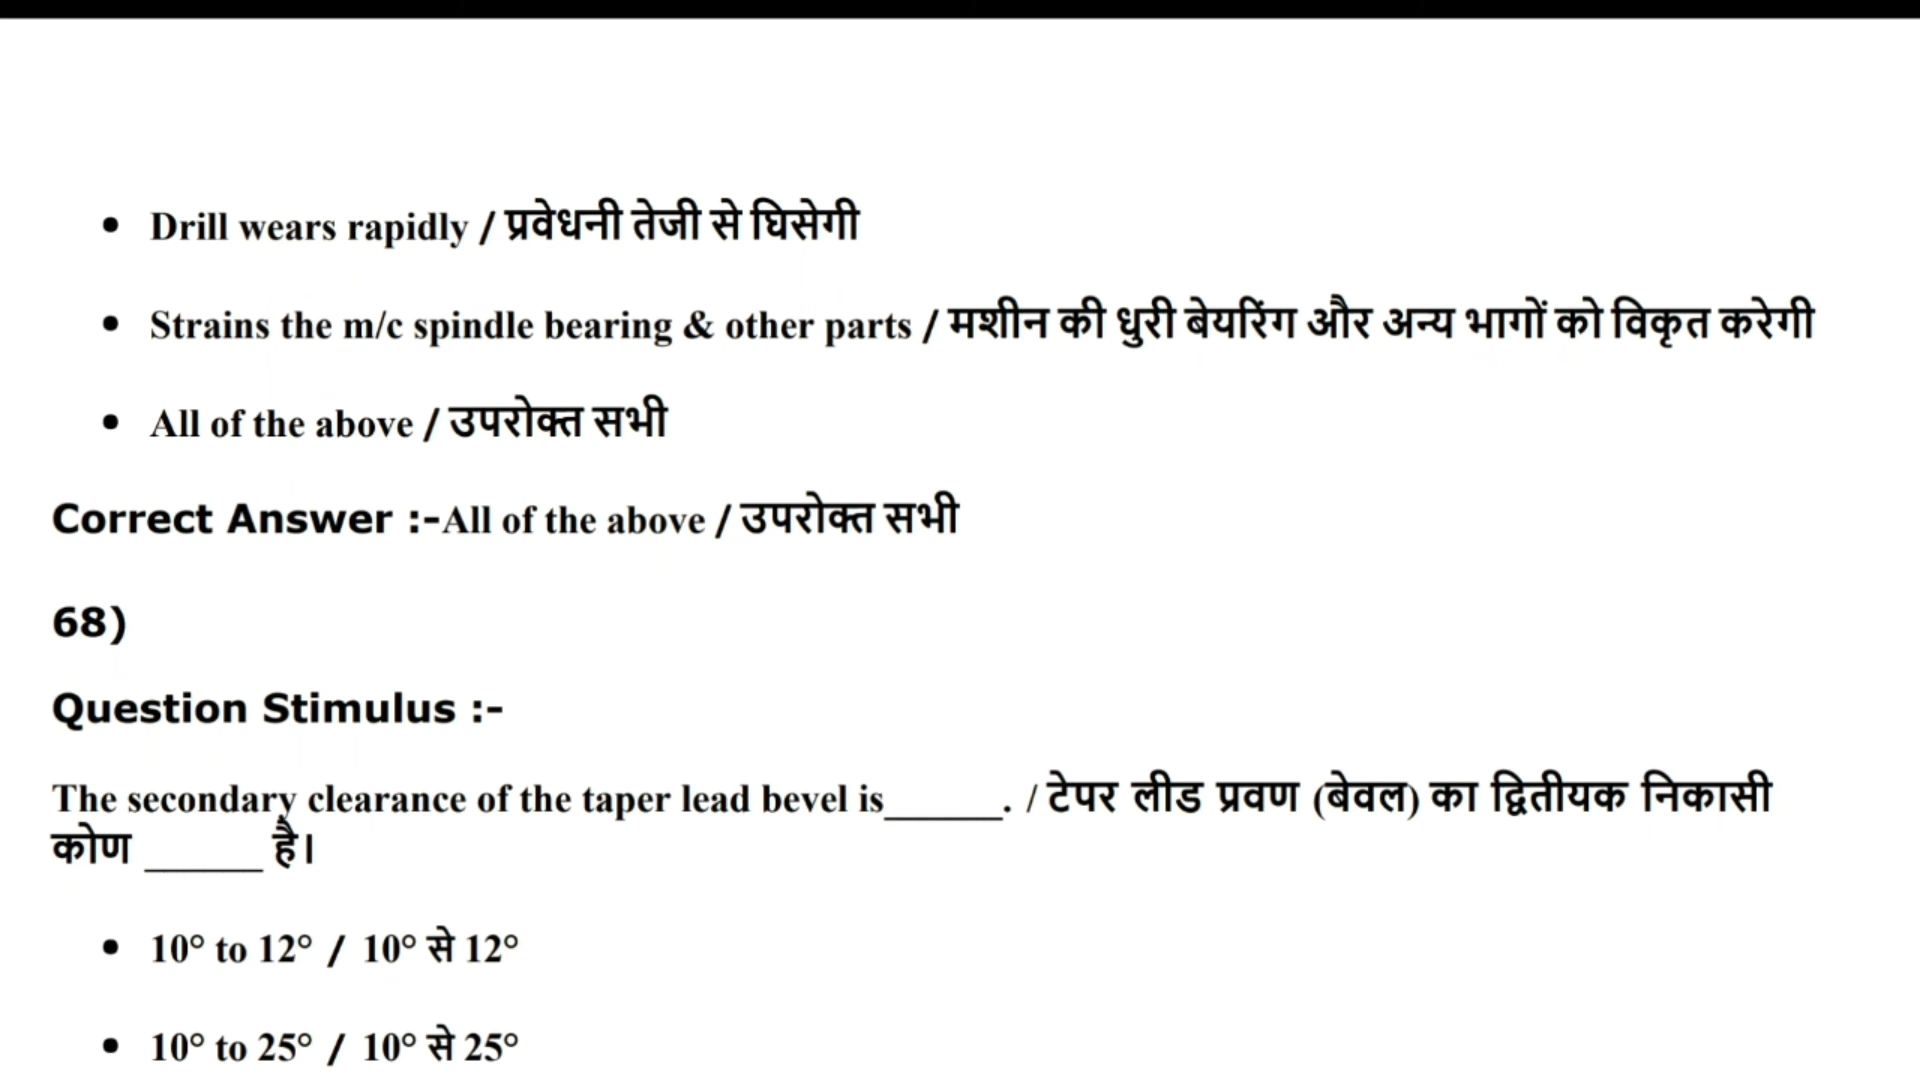 • Drill wears rapidly / प्रवेधनी तेजी से घिसेगी
• Strains the m/c spindle bearing & other parts / मशीन की धुरी बेयरिंग और अन्य भागों को विकृत करेगी
• All of the above / उपरोक्त सभी
Correct Answer :-All of the above / उपरोक्त सभी
68)
Question Stimulus :-
The secondary clearance of the taper lead bevel is______. / टेपर लीड प्रवण (बेवल) का द्वितीयक निकासी
कोण ______ है।
• 10° to 12° / 10° से 12°
• 10° to 25° / 10° से 25°